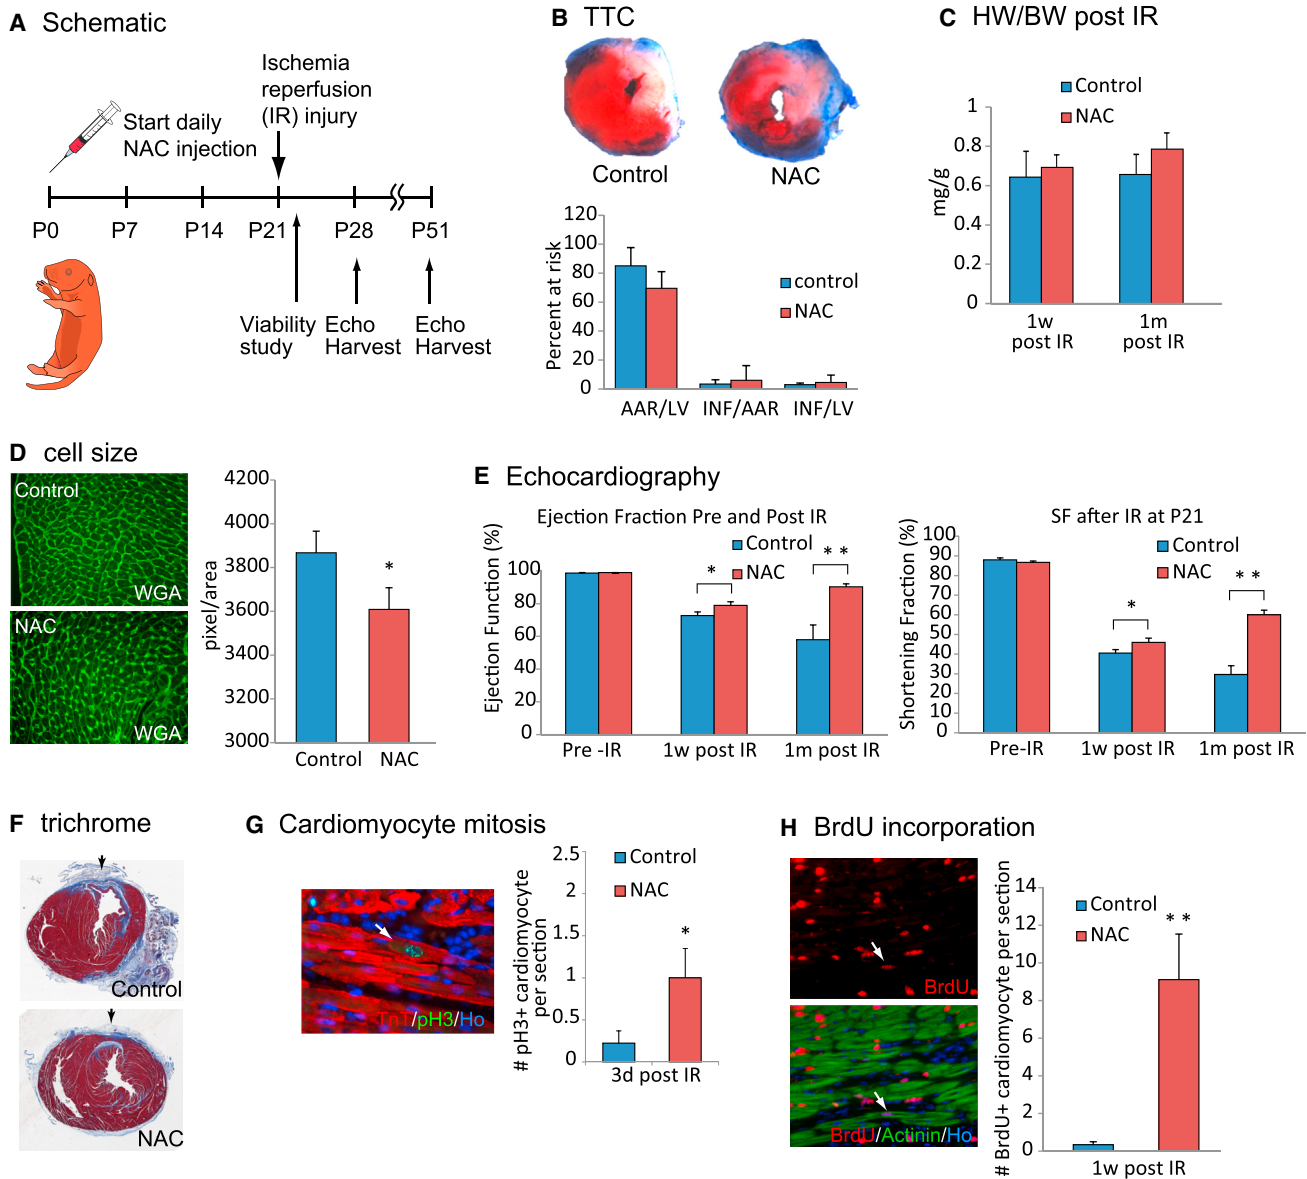 A Schematic
Ischemia
reperfusion
(IR) injury
Start daily
NAC injection
P0 P7 P14 P21 P28 P51
Viability
study
Echo
Harvest
Echo
Harvest
B TTC
Control NAC
Percent at risk
120
100
80
60
40
20
0
control
NAC
AAR/LV INF/AAR INF/LV
C HW/BW post IR
Control
NAC
mg/g
1
0.8
0.6
0.4
0.2
0
1w
post IR
1m
post IR
D cell size
Control
WGA
NAC
WGA
pixel/area
4200
4000
3800
3600
3400
3200
3000
*
Control NAC
E Echocardiography
Ejection Fraction Pre and Post IR
Control
NAC
Ejection Function (%)
100
80
60
40
20
0
*
* *
Pre -IR 1w post IR 1m post IR
SF after IR at P21
Control
NAC
Shortening Fraction (%)
100
90
80
70
60
50
40
30
20
10
0
*
* *
Pre-IR 1w post IR 1m post IR
F trichrome
Control
NAC
G Cardiomyocyte mitosis
TnT/pH3/Ho
# pH3+ cardiomyocyte
per section
2.5
2
1.5
1
0.5
0
Control
NAC
*
3d post IR
H BrdU incorporation
BrdU
BrdU/Actinin/Ho
# BrdU+ cardiomyocyte per section
14
12
10
8
6
4
2
0
Control
NAC
* *
1w post IR